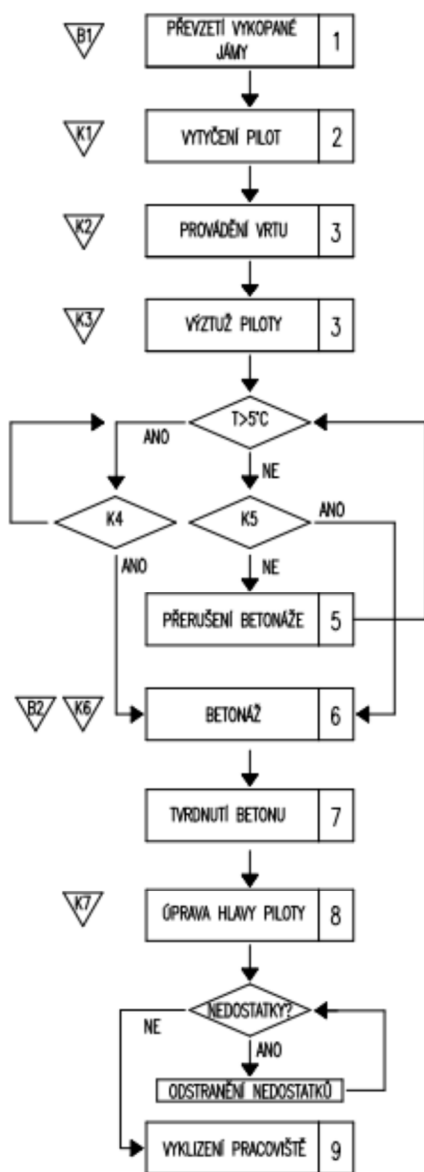 B1
PŘEVZETÍ VYKOPANÉ
JÁMY
1
K1
VYTYČENÍ PILOT
2
K2
PROVÁDĚNÍ VRTU
3
K3
VÝZTUŽ PILOTY
3
T>5°C
ANO
NE
K4
K5
ANO
ANO
NE
PŘERUŠENÍ BETONÁŽE
5
B2
K6
BETONÁŽ
6
TVRDNUTÍ BETONU
7
K7
ÚPRAVA HLAVY PILOTY
8
NEDOSTATKY?
NE
ANO
ODSTRANĚNÍ NEDOSTATKŮ
VYKLIZENÍ PRACOVIŠTĚ
9